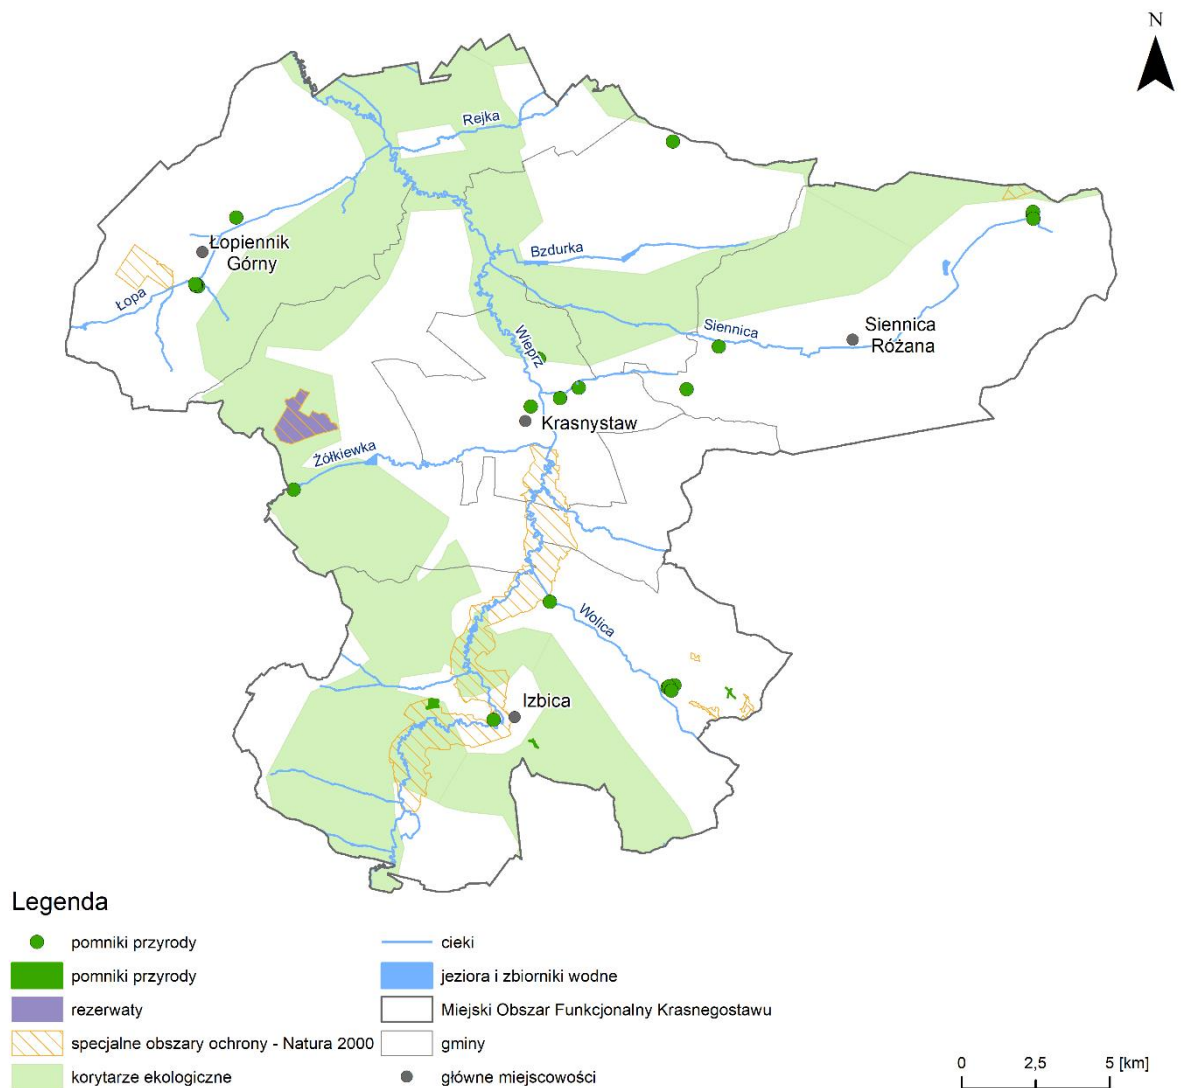 N
Rejka
Łopiennik
Górny
Bzdurka
Łopa
Wieprz
Siennica
Siennica
Różana
Krasnystaw
Żółkiewka
Wolica
Izbica
Legenda
pomniki przyrody
cieki
pomniki przyrody
jeziora i zbiorniki wodne
rezerwaty
Miejski Obszar Funkcjonalny Krasnegostawu
specjalne obszary ochrony - Natura 2000
gminy
korytarze ekologiczne
główne miejscowości
0 2,5 5 [km]